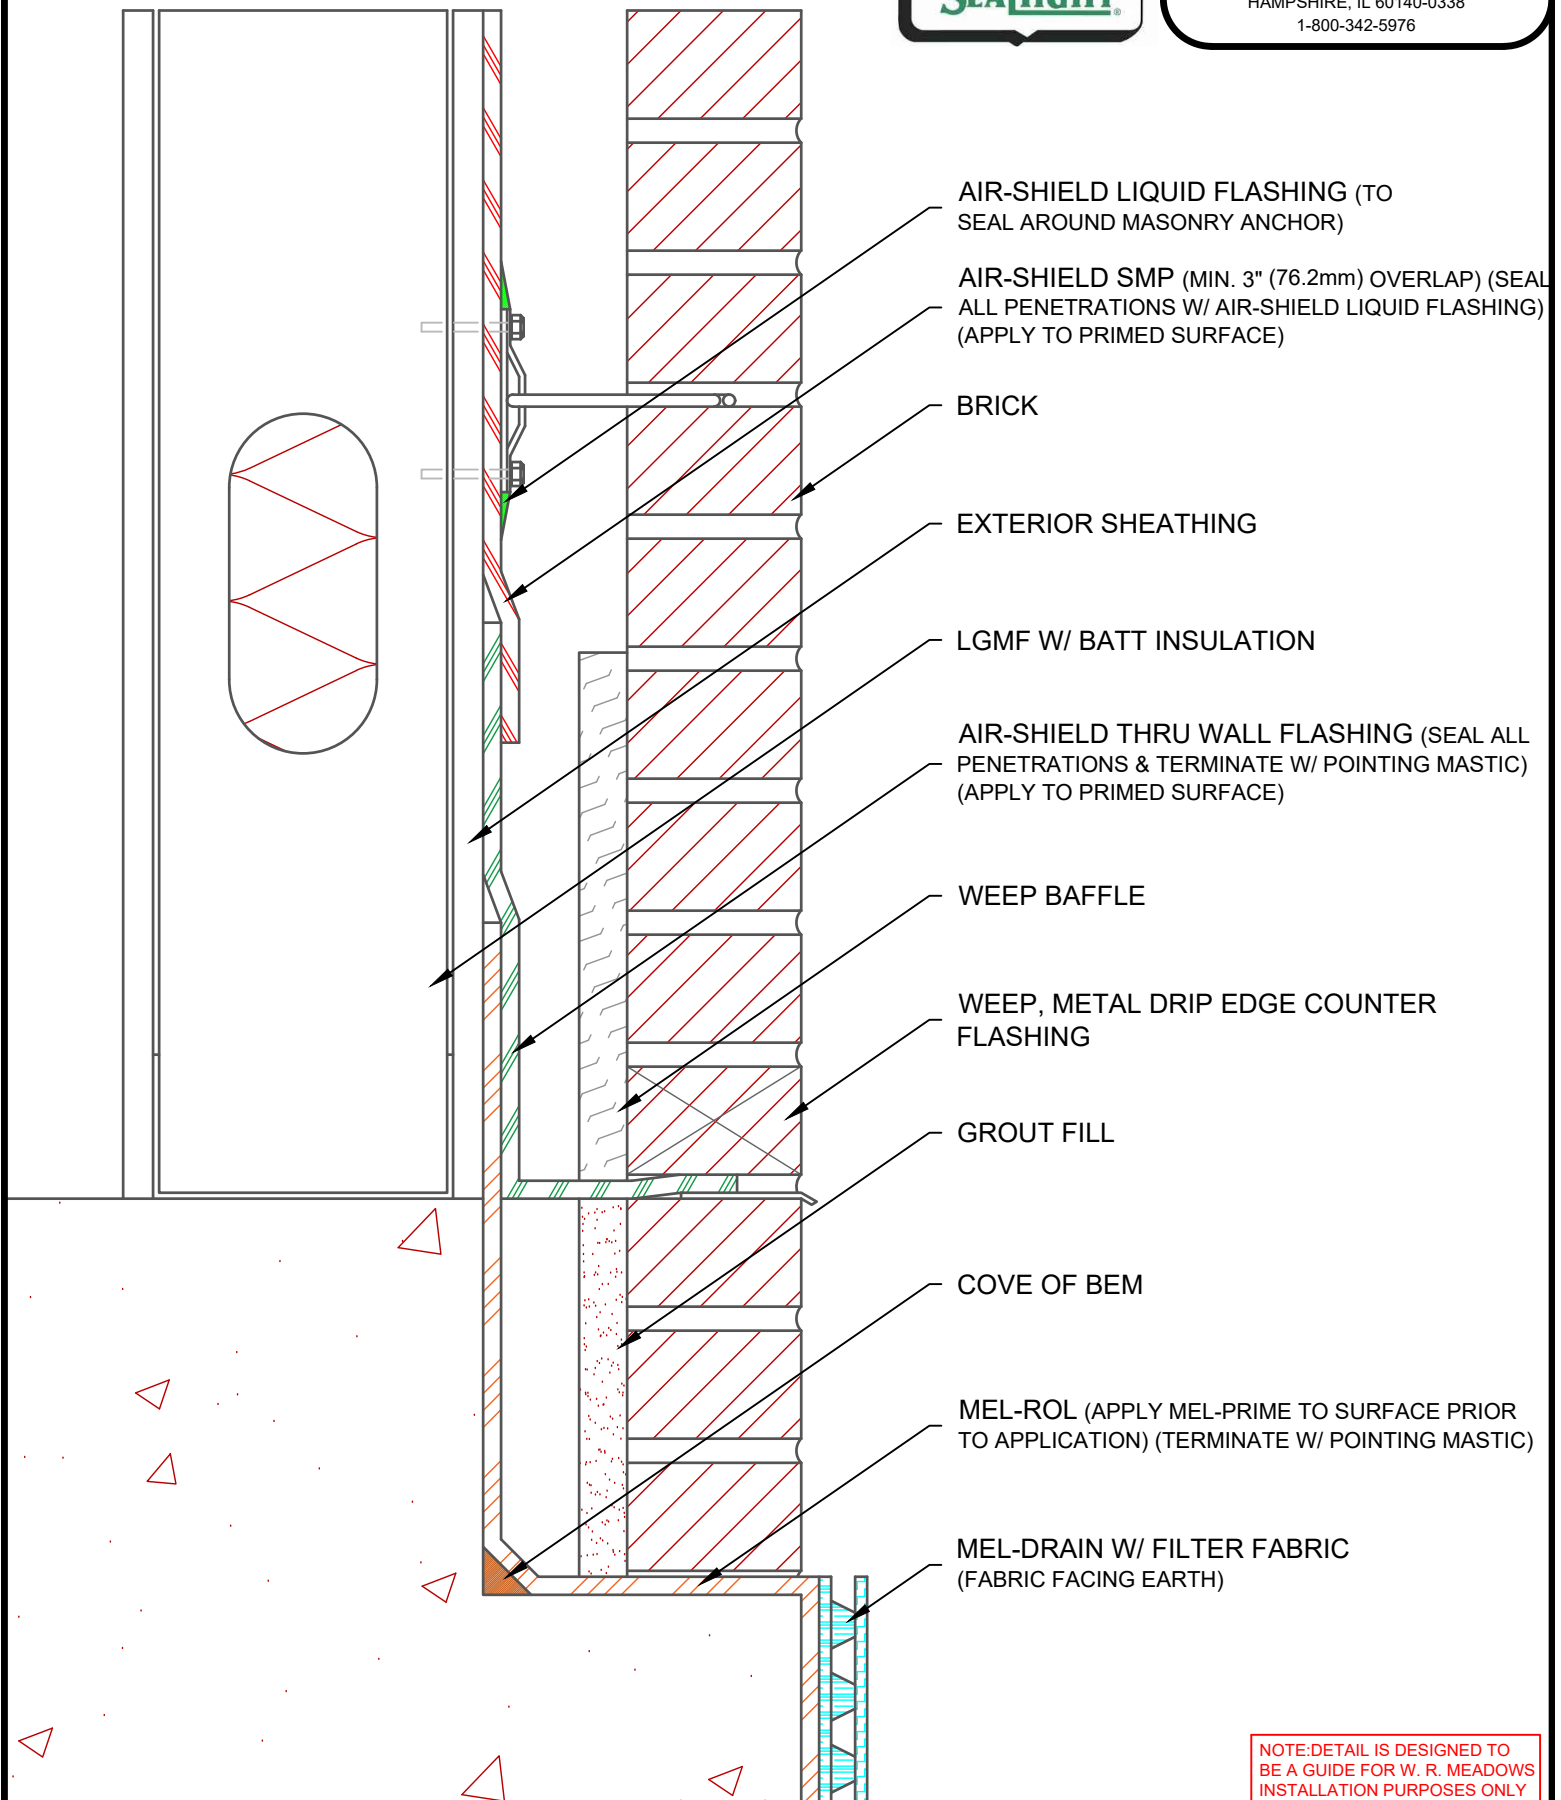 SEALTIGHT®
HAMPSHIRE, IL 60140-0338
1-800-342-5976
AIR-SHIELD LIQUID FLASHING (TO
SEAL AROUND MASONRY ANCHOR)
AIR-SHIELD SMP (MIN. 3" (76.2mm) OVERLAP) (SEAL
ALL PENETRATIONS W/ AIR-SHIELD LIQUID FLASHING)
(APPLY TO PRIMED SURFACE)
BRICK
EXTERIOR SHEATHING
LGMF W/ BATT INSULATION
AIR-SHIELD THRU WALL FLASHING (SEAL ALL
PENETRATIONS & TERMINATE W/ POINTING MASTIC)
(APPLY TO PRIMED SURFACE)
WEEP BAFFLE
WEEP, METAL DRIP EDGE COUNTER
FLASHING
GROUT FILL
COVE OF BEM
MEL-ROL (APPLY MEL-PRIME TO SURFACE PRIOR
TO APPLICATION) (TERMINATE W/ POINTING MASTIC)
MEL-DRAIN W/ FILTER FABRIC
(FABRIC FACING EARTH)
NOTE:DETAIL IS DESIGNED TO
BE A GUIDE FOR W. R. MEADOWS
INSTALLATION PURPOSES ONLY